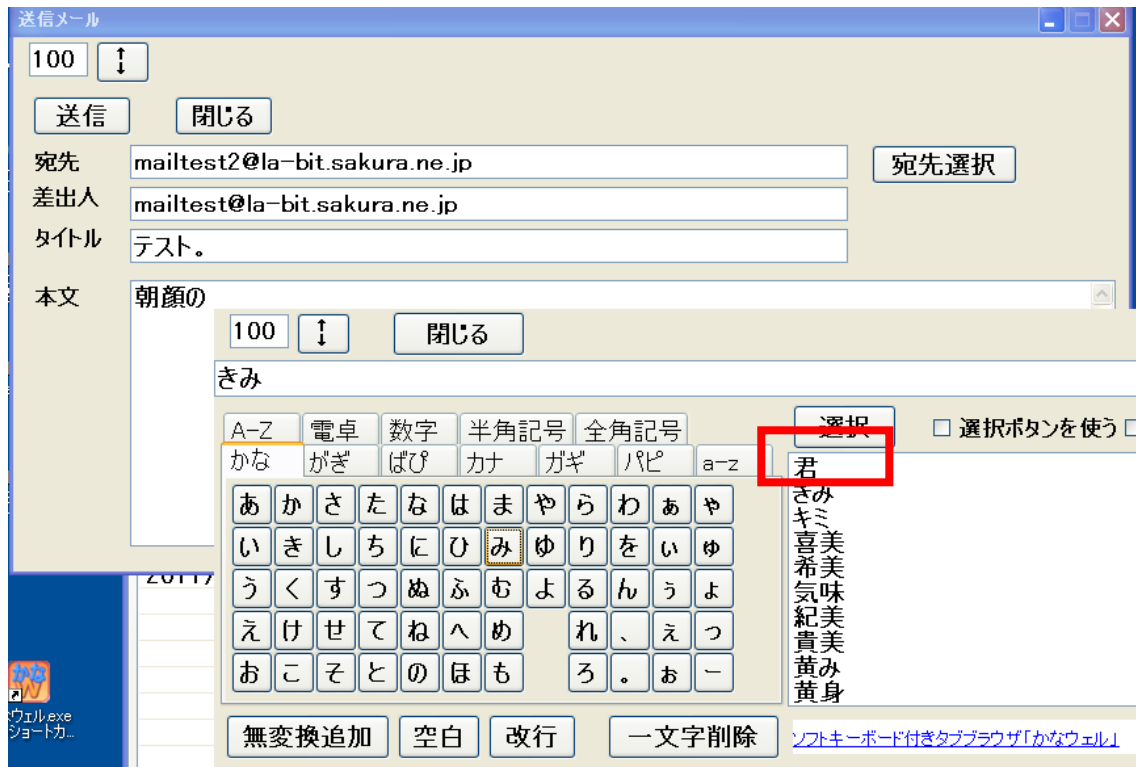 送信メール
100
送信 閉じる
宛先 mailtest2@la-bit.sakura.ne.jp 宛先選択
差出人 mailtest@la-bit.sakura.ne.jp
タイトル テスト。
本文 朝顔の
100 閉じる
きみ
A-Z 電卓 数字 半角記号 全角記号 選択 選択ボタンを使う
かな がぎ ばぴ カナ ガギ パピ a-z
あ か さ た な は ま や ら わ ぁ ゃ
い き し ち に ひ み ゆ り を ぃ ゅ
う く す つ ぬ ふ む よ る ん ぅ ょ
え け せ て ね へ め れ 、 ぇ っ
お こ そ と の ほ も ろ 。 ぉ ー
君
きみ
キミ
喜美
希美
気味
紀美
貴美
黄み
黄身
無変換追加 空白 改行 一文字削除
ソフトキーボード付きタブブラウザ「かなウェル」
2011/
かな
ウェル.exe
ショートカ...